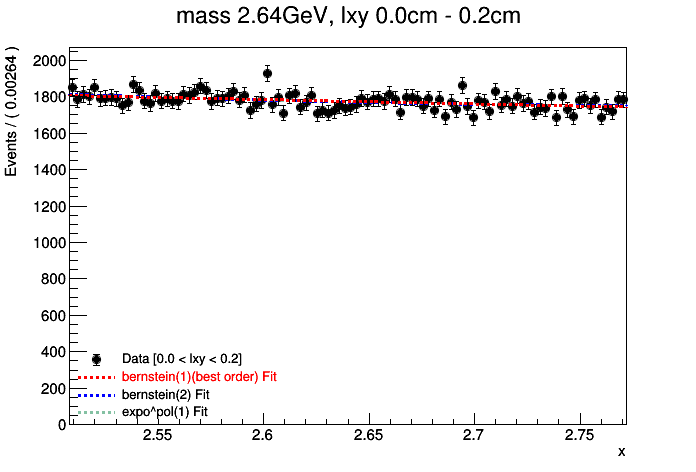 mass 2.64GeV, lxy 0.0cm - 0.2cm
Events / ( 0.00264 )
2000
1800
1600
1400
1200
1000
800
600
400
200
0
Data [0.0 < lxy < 0.2]
bernstein(1)(best order) Fit
bernstein(2) Fit
expo^pol(1) Fit
2.55 2.6 2.65 2.7 2.75
x